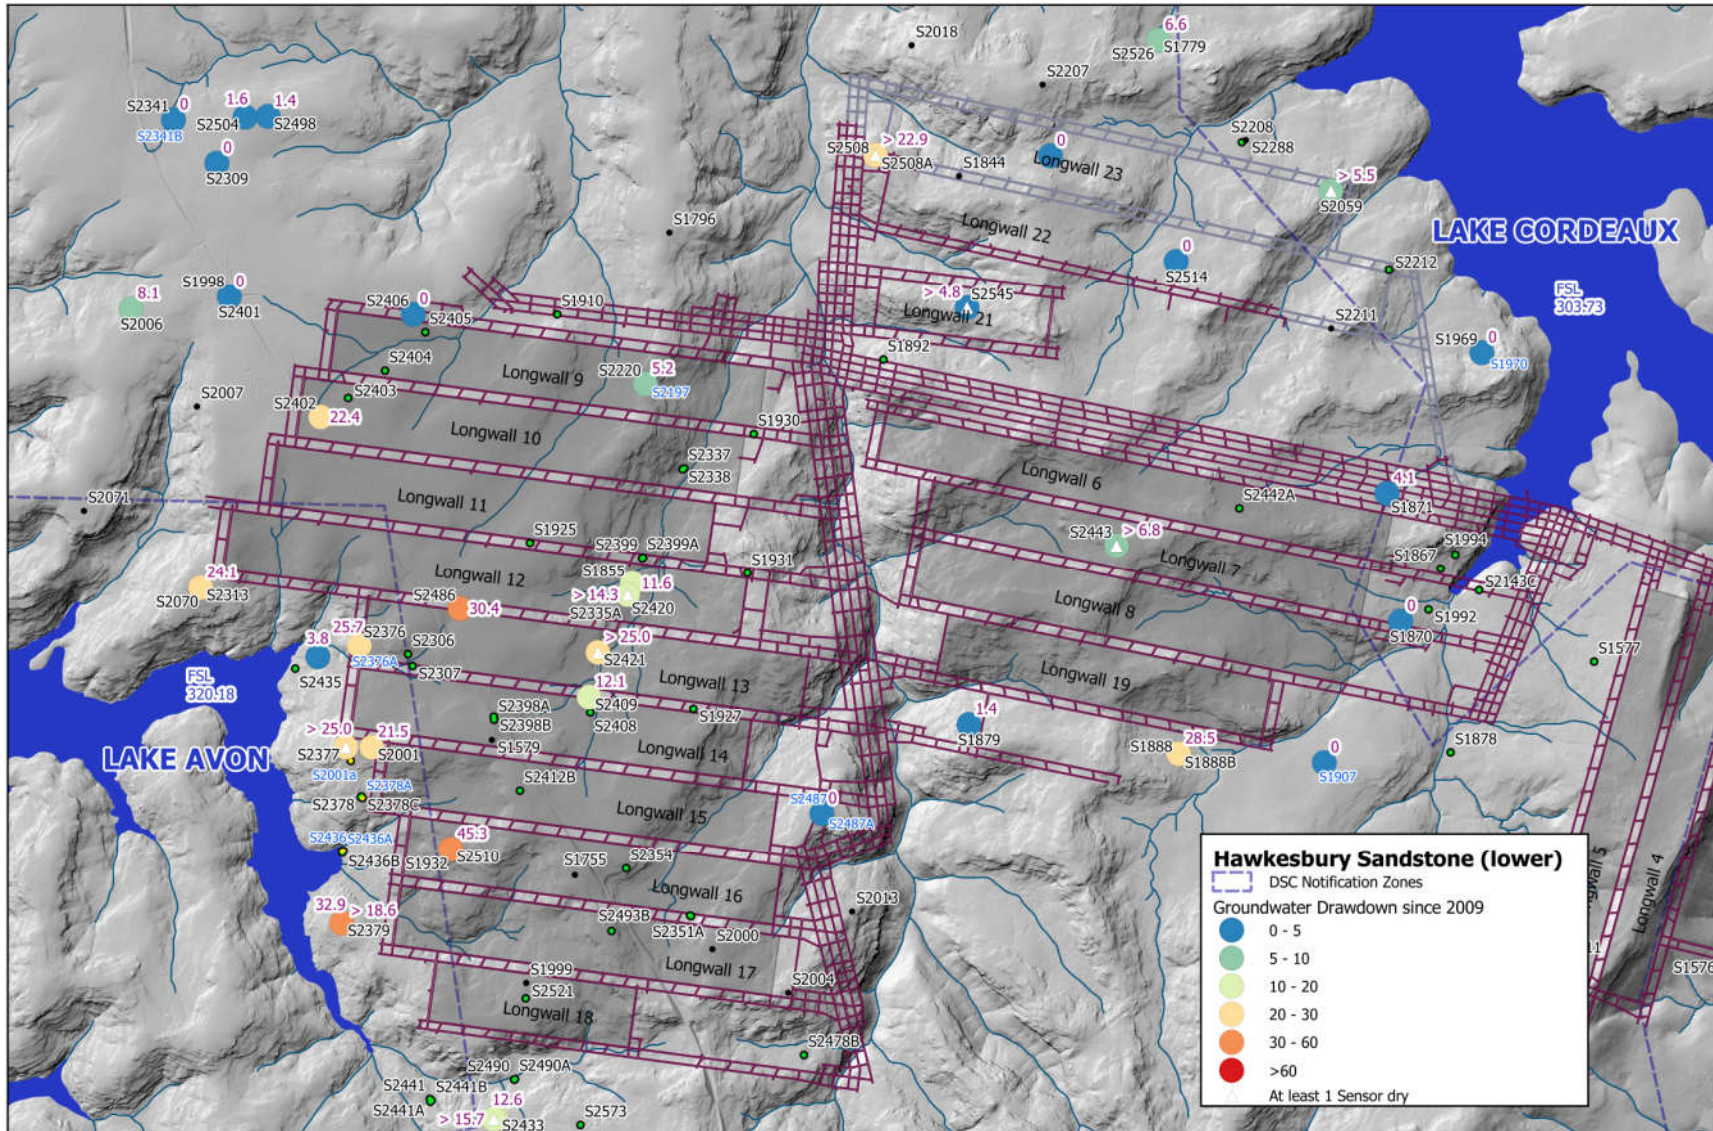 S2018
6.6
S2526
S1779
S2207
S2341
0
S2341B
1.6
1.4
S2504
S2498
0
S2309
S2208
S2288
S2508
> 22.9
S2508A
S1844
0
Longwall 23
> 5.5
S2059
LAKE CORDEAUX
S1796
Longwall 22
0
S2514
S2212
FSL
303.73
8.1
S2006
S1998
0
S2401
S2406
0
S2405
S1910
> 4.8
S2545
Longwall 21
S2211
S1969
0
S1970
S2404
S2403
S2007
S2402
22.4
Longwall 9
S2220
5.2
S2197
S1892
Longwall 10
S1930
S2337
S2338
Longwall 11
Longwall 6
S2442A
4.1
S1871
S2071
S1925
S2399
S2399A
S1931
S2443
> 6.8
Longwall 7
S1994
S1867
S2143C
24.1
S2070
S2313
Longwall 12
S2486
30.4
S1855
11.6
> 14.3
S2335A
S2420
Longwall 8
0
S1870
S1992
S1577
3.8
S2435
25.7
S2376
S2376A
S2306
S2307
> 25.0
S2421
Longwall 13
Longwall 19
FSL
320.18
12.1
S2409
S2408
S1927
S2398A
S2398B
S1579
1.4
S1879
S1888
28.5
S1888B
0
S1907
S1878
LAKE AVON
> 25.0
S2377
21.5
S2001
S2001a
Longwall 14
S2378A
S2378
S2378C
S2412B
Longwall 15
S2487
0
S2487A
S2436
S2436A
S2436B
S1932
45.3
S2510
S1755
S2354
Longwall 16
32.9
> 18.6
S2379
S2493B
S2351A
S2000
S2013
Longwall 17
S1999
S2521
S2004
Longwall 18
S2478B
S2490
S2490A
S2441
S2441B
S2441A
12.6
> 15.7
S2433
S2573
Longwall 4
S1576
Hawkesbury Sandstone (lower)
DSC Notification Zones
Groundwater Drawdown since 2009
0 - 5
5 - 10
10 - 20
20 - 30
30 - 60
>60
At least 1 Sensor dry